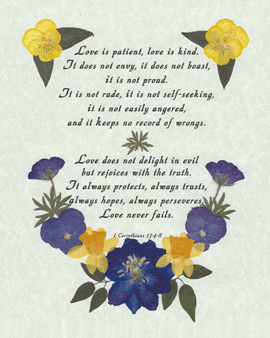 Love is patient, love is kind.
It does not envy, it does not boast,
it is not proud.
It is not rude, it is not self-seeking,
it is not easily angered,
and it keeps no record of wrongs.
Love does not delight in evil
but rejoices with the truth.
It always protects, always trusts,
always hopes, always perseveres.
Love never fails.
1 Corinthians 13:4-8